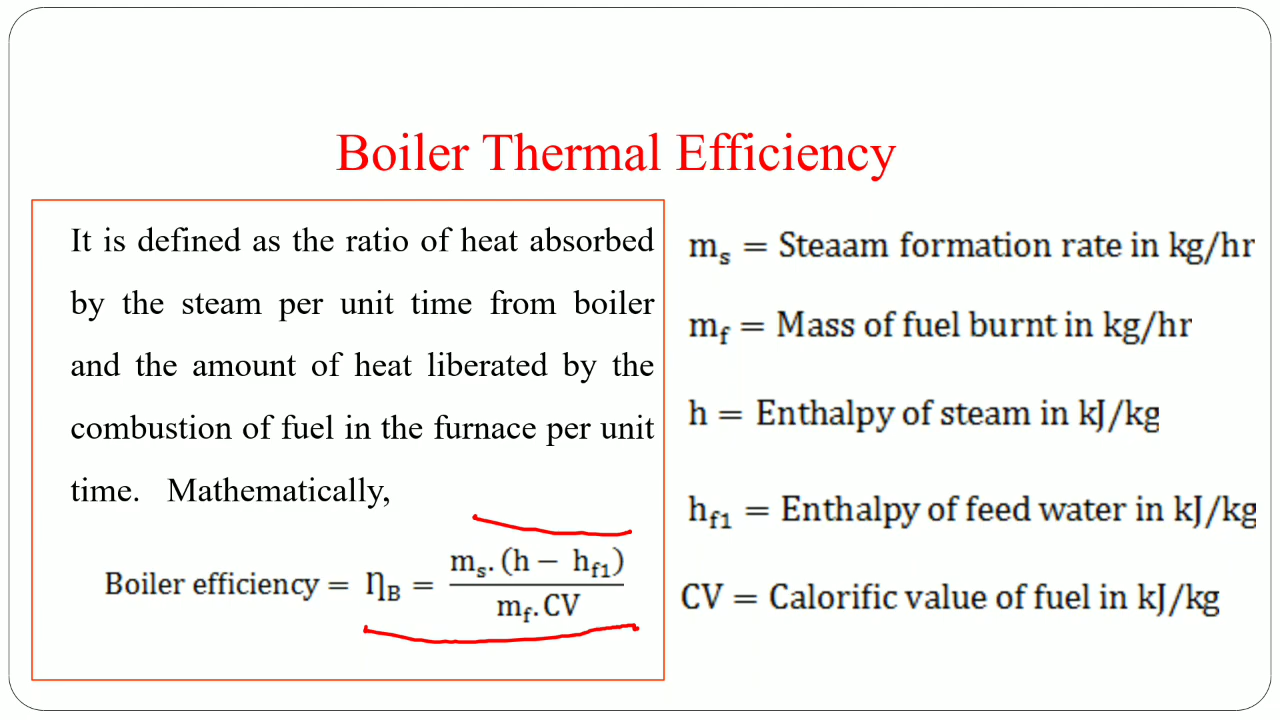 Boiler Thermal Efficiency
It is defined as the ratio of heat absorbed
by the steam per unit time from boiler
and the amount of heat liberated by the
combustion of fuel in the furnace per unit
time. Mathematically,
Boiler efficiency = η_B = m_s. (h − h_f1) / m_f. CV
m_s = Steaam formation rate in kg/hr
m_f = Mass of fuel burnt in kg/hr
h = Enthalpy of steam in kJ/kg
h_f1 = Enthalpy of feed water in kJ/kg
CV = Calorific value of fuel in kJ/kg